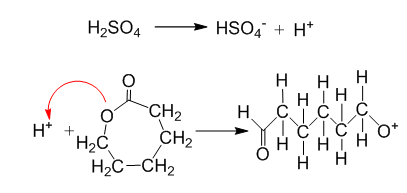 H2SO4 → HSO4- + H+
O
O CH2
H+ + H2C CH2
H2C CH2
H H H
H C C C O+
C C C
O H H H H H H
H